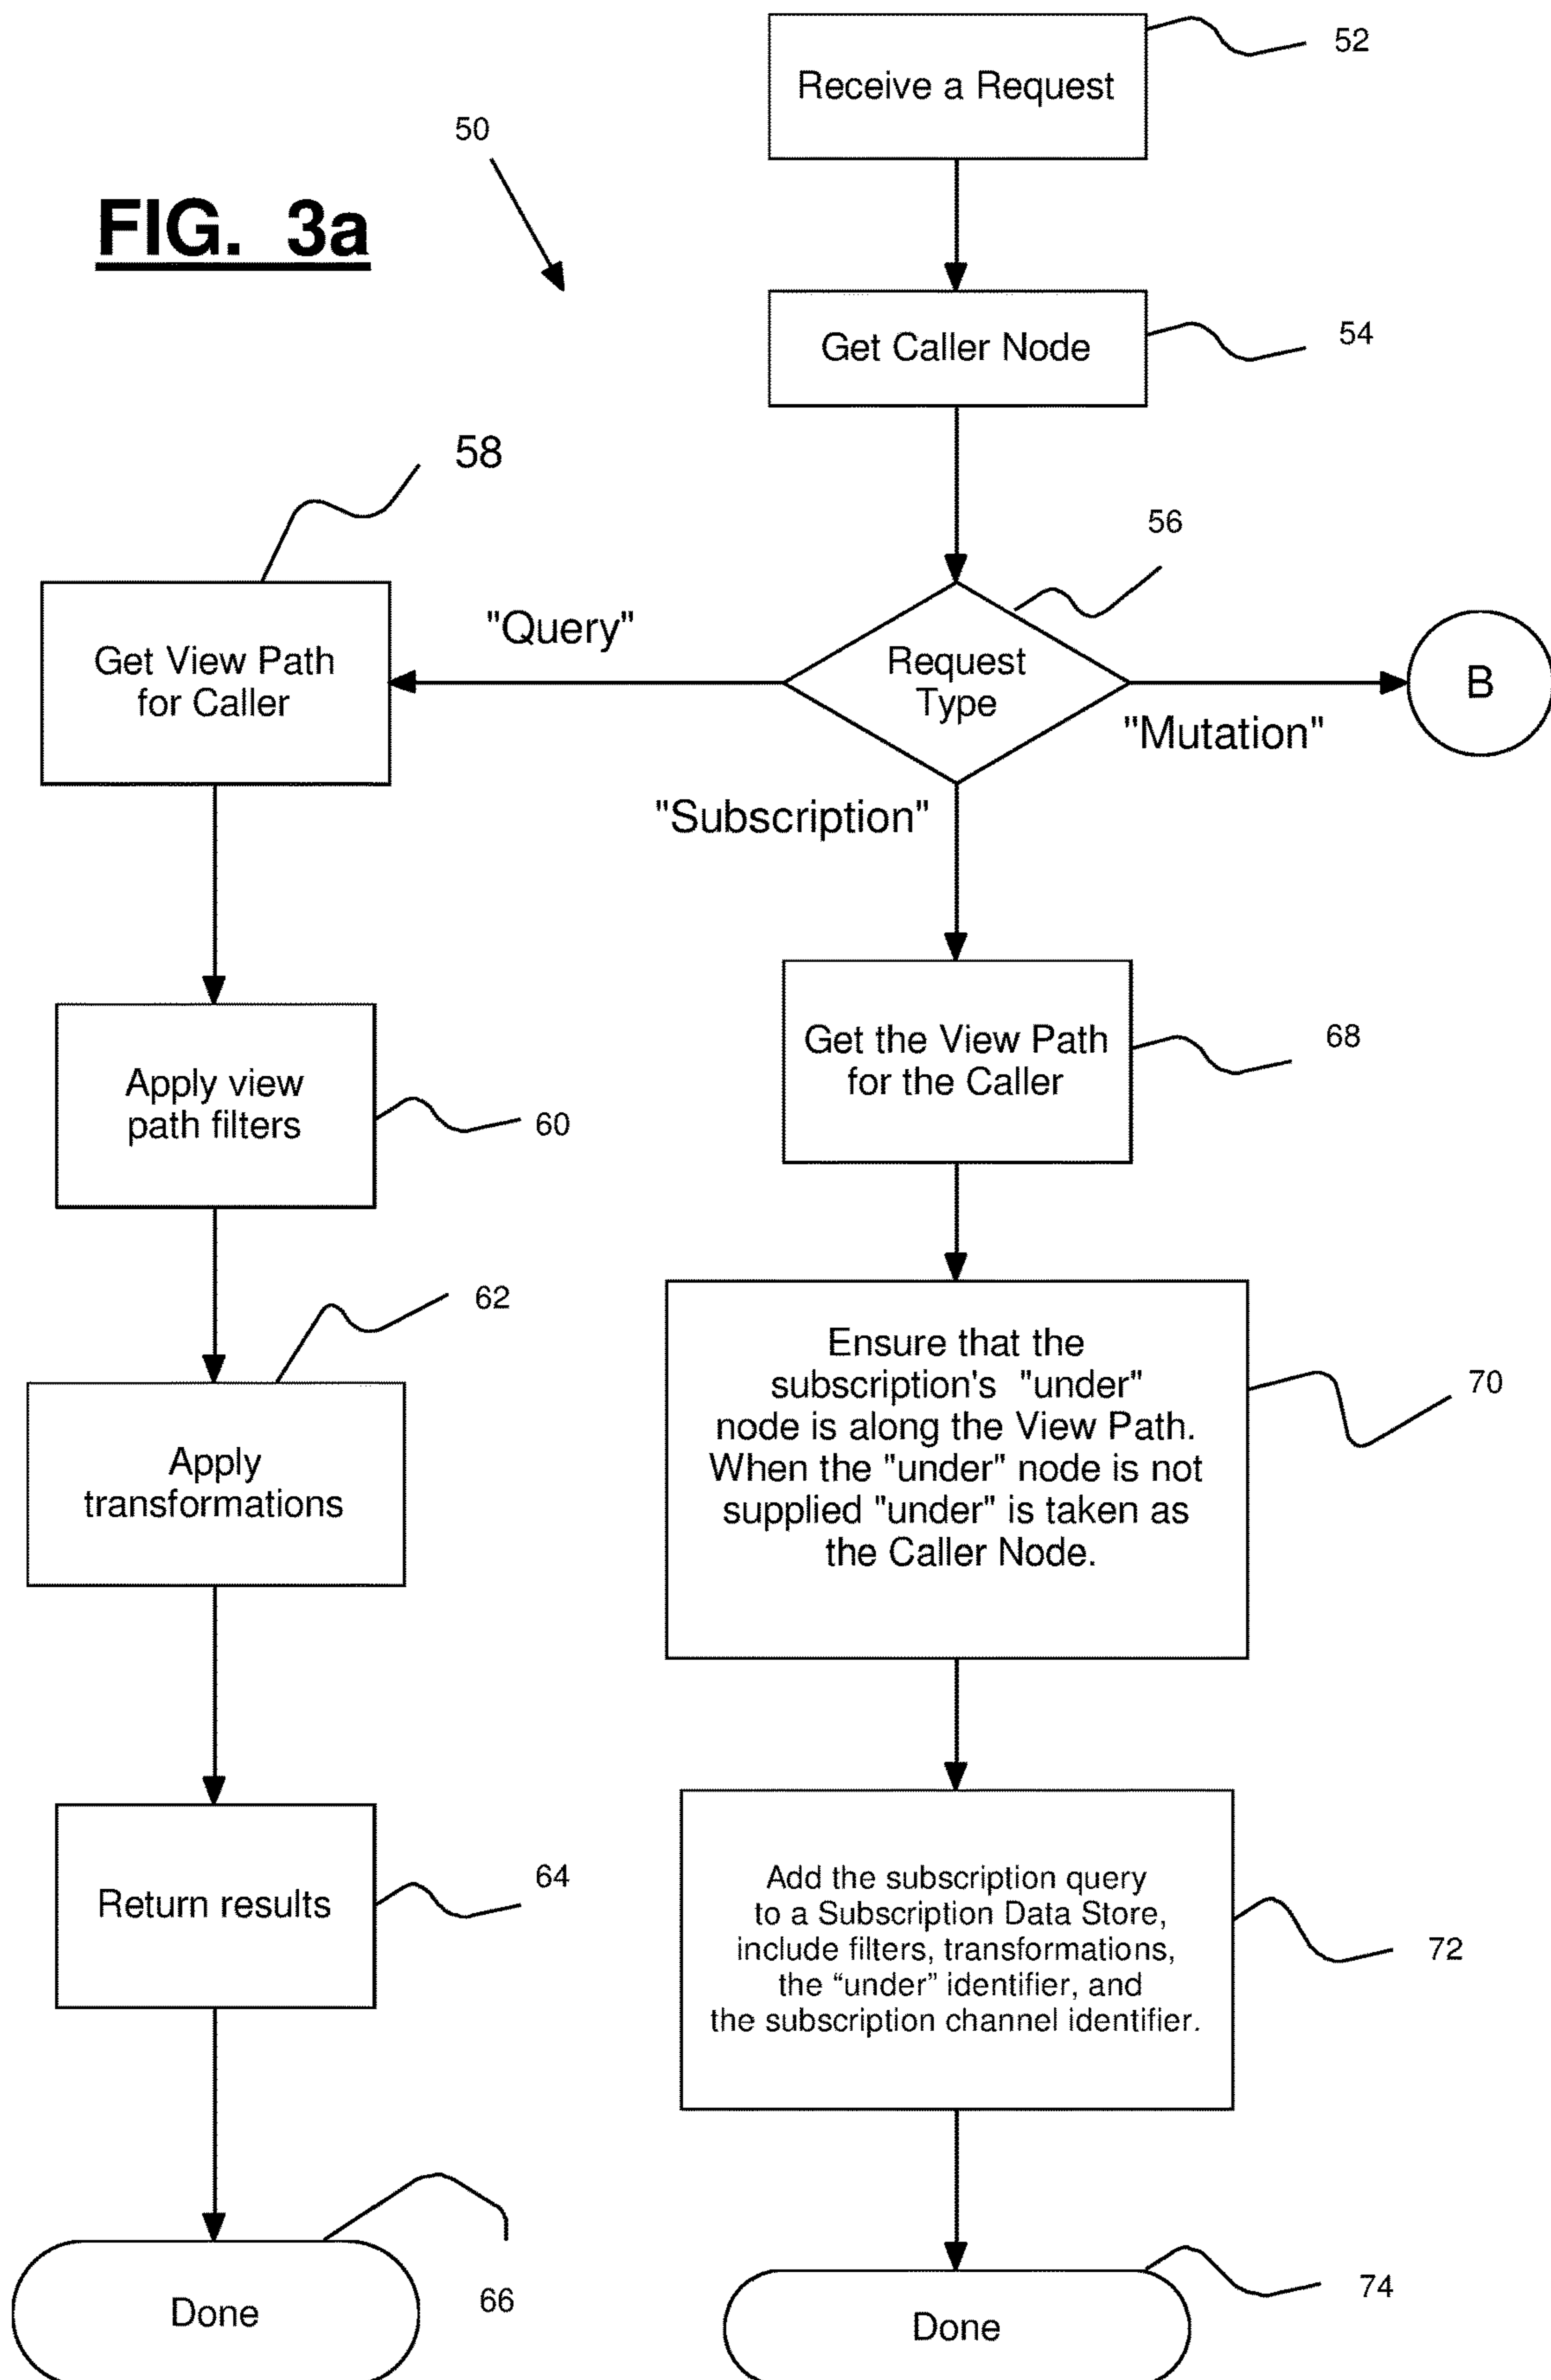 52
Receive a Request
50
FIG. 3a
54
Get Caller Node
58
56
"Query"
Get View Path
for Caller
Request
Type
B
"Mutation"
"Subscription"
68
Get the View Path
for the Caller
Apply view
path filters
60
62
Ensure that the
subscription's "under"
node is along the View Path.
When the "under" node is not
supplied "under" is taken as
the Caller Node.
70
Apply
transformations
64
Return results
Add the subscription query
to a Subscription Data Store,
include filters, transformations,
the “under” identifier, and
the subscription channel identifier.
72
66
Done
74
Done